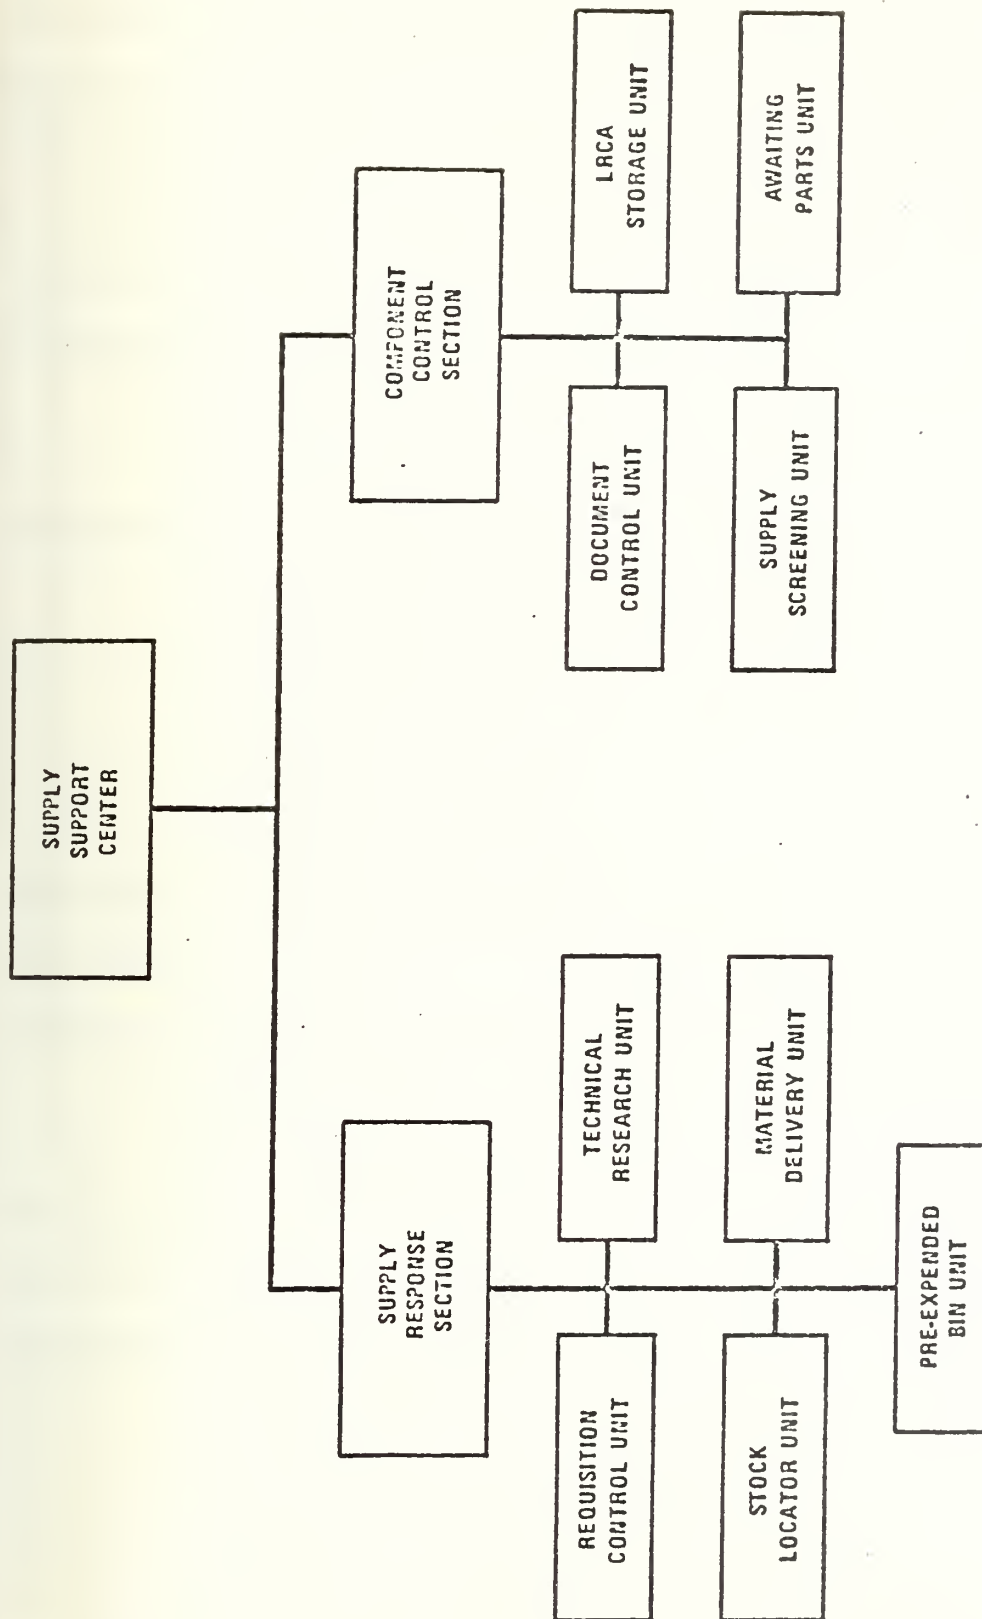 SUPPLY
SUPPORT
CENTER
SUPPLY
RESPONSE
SECTION
COMPONENT
CONTROL
SECTION
REQUISITION
CONTROL UNIT
TECHNICAL
RESEARCH UNIT
STOCK
LOCATOR UNIT
MATERIAL
DELIVERY UNIT
PRE-EXPENDED
BIN UNIT
DOCUMENT
CONTROL UNIT
LRCA
STORAGE UNIT
SUPPLY
SCREENING UNIT
AWAITING
PARTS UNIT